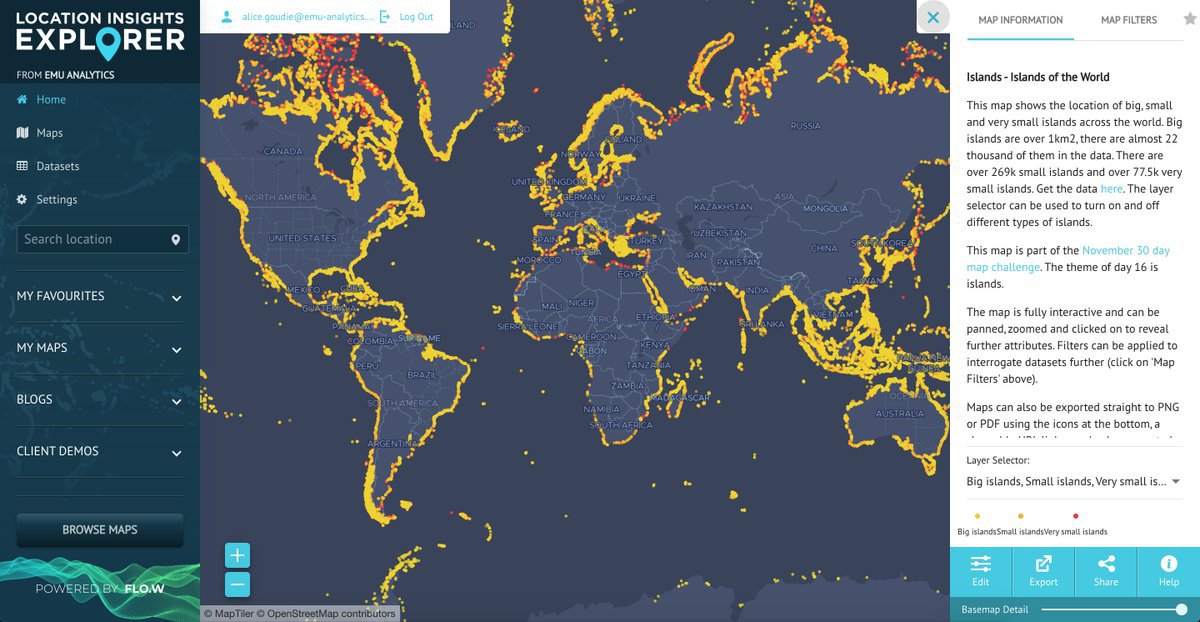 LOCATION INSIGHTS
EXPLORER
FROM EMU ANALYTICS
Home
Maps
Datasets
Settings
Search location
MY FAVOURITES
MY MAPS
BLOGS
CLIENT DEMOS
BROWSE MAPS
POWERED BY FLO.W
alice.goudie@emu-analytics....
Log Out
ICELAND
RUSSIA
FINLAND
NORWAY
CANADA
UNITED KINGDOM
GERMANY
UKRAINE
FRANCE
KAZAKHSTAN
ASIA
MONGOLIA
NORTH AMERICA
UNITED STATES
SPAIN
TURKEY
UZBEKISTAN
SOUTH KOREA
CHINA
TUNISIA
MOROCCO
IRAN
PAKISTAN
EGYPT
TAIWAN
MEXICO
CUBA
OMAN
INDIA
GUATEMALA
MALI
NIGER
VIETNAM
AFRICA
ETHIOPIA
PANAMA
SIERRA LEONE
SRI LANKA
COLOMBIA
SURINAME
CAMEROON
GABON
KENYA
PERU
BRAZIL
TANZANIA
PAPUA NEW
GUINEA
ZAMBIA
SOUTH AMERICA
MADAGASCAR
OCEANIA
NAMIBIA
AUSTRALIA
SOUTH AFRICA
ARGENTINA
+
−
© MapTiler © OpenStreetMap contributors
MAP INFORMATION
MAP FILTERS
Islands - Islands of the World
This map shows the location of big, small
and very small islands across the world. Big
islands are over 1km2, there are almost 22
thousand of them in the data. There are
over 269k small islands and over 77.5k very
small islands. Get the data here. The layer
selector can be used to turn on and off
different types of islands.
This map is part of the November 30 day
map challenge. The theme of day 16 is
islands.
The map is fully interactive and can be
panned, zoomed and clicked on to reveal
further attributes. Filters can be applied to
interrogate datasets further (click on 'Map
Filters' above).
Maps can also be exported straight to PNG
or PDF using the icons at the bottom, a
Layer Selector:
Big islands, Small islands, Very small is...
Big islandsSmall islandsVery small islands
Edit
Export
Share
Help
Basemap Detail